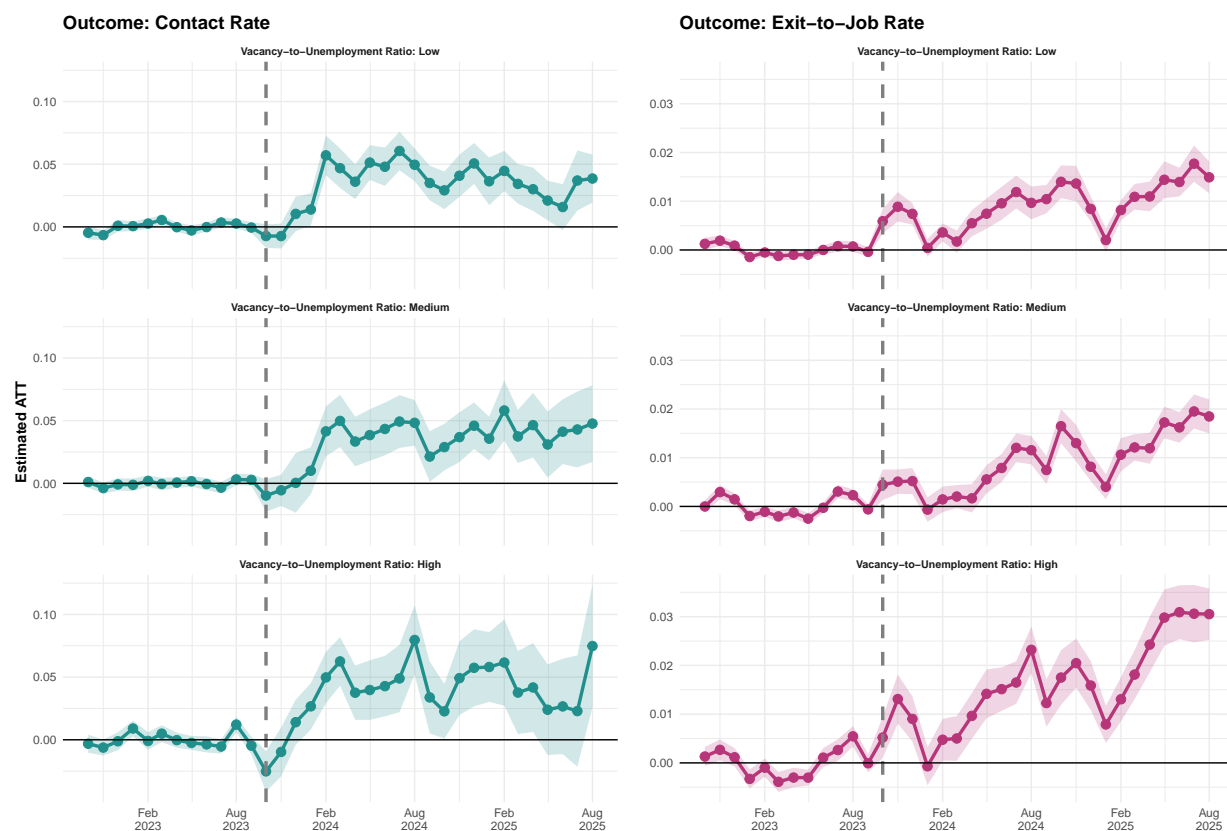 Outcome: Contact Rate
Vacancy−to−Unemployment Ratio: Low
0.10
0.05
0.00
Vacancy−to−Unemployment Ratio: Medium
0.10
0.05
0.00
Vacancy−to−Unemployment Ratio: High
0.10
0.05
0.00
Estimated ATT
Feb
2023
Aug
2023
Feb
2024
Aug
2024
Feb
2025
Aug
2025
Outcome: Exit−to−Job Rate
Vacancy−to−Unemployment Ratio: Low
0.03
0.02
0.01
0.00
Vacancy−to−Unemployment Ratio: Medium
0.03
0.02
0.01
0.00
Vacancy−to−Unemployment Ratio: High
0.03
0.02
0.01
0.00
Feb
2023
Aug
2023
Feb
2024
Aug
2024
Feb
2025
Aug
2025